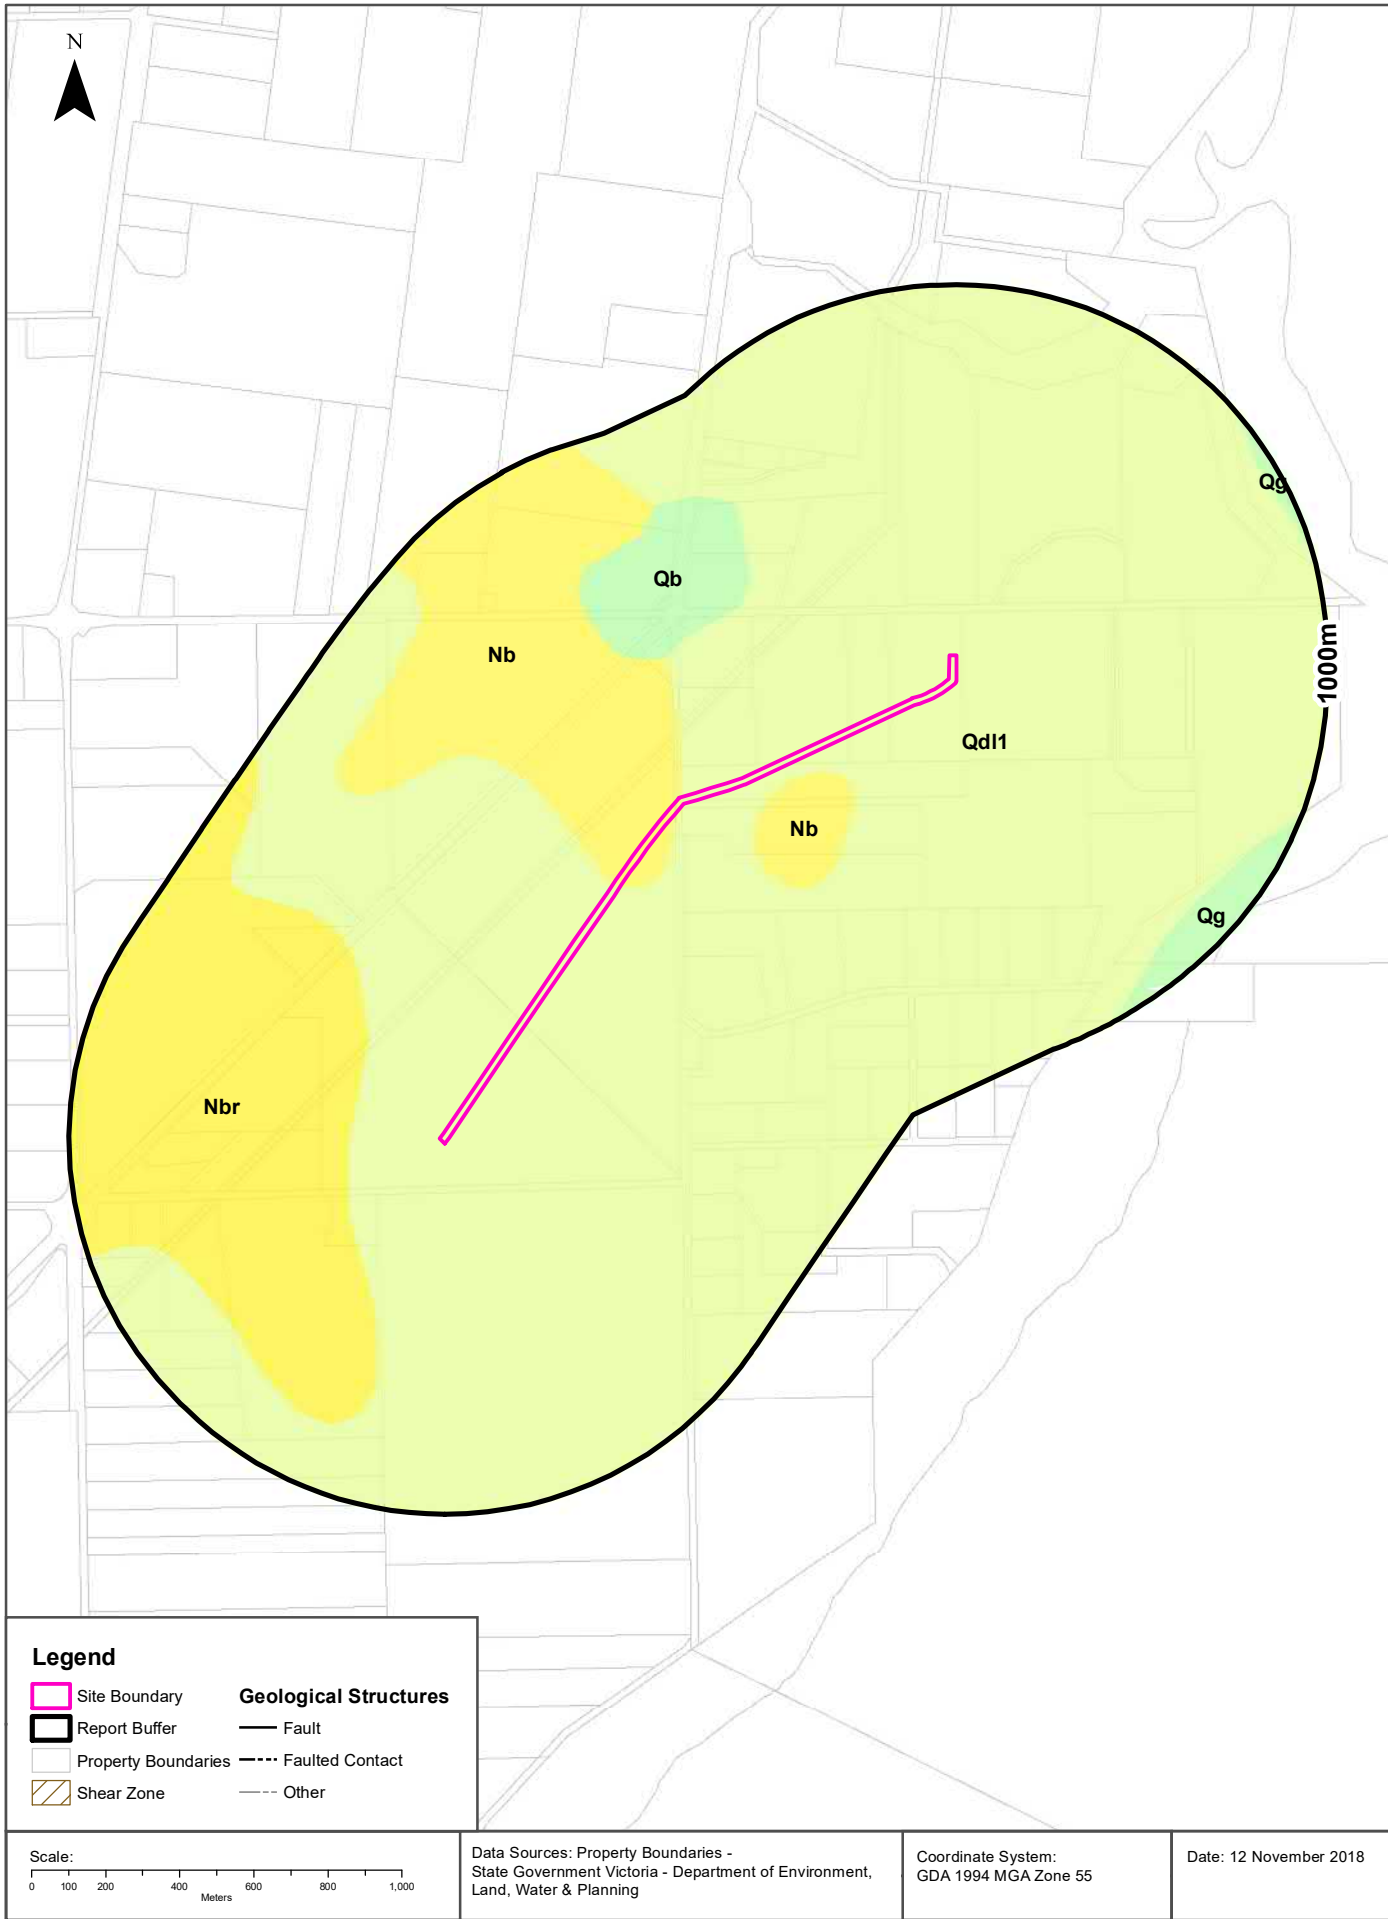 N
Qg
Qb
Nb
1000m
Qdl1
Nb
Qg
Nbr
Legend
Site Boundary
Report Buffer
Property Boundaries
Shear Zone
Geological Structures
Fault
Faulted Contact
Other
Scale:
0 100 200 400 600 800 1,000
Meters
Data Sources: Property Boundaries -
State Government Victoria - Department of Environment,
Land, Water & Planning
Coordinate System:
GDA 1994 MGA Zone 55
Date: 12 November 2018